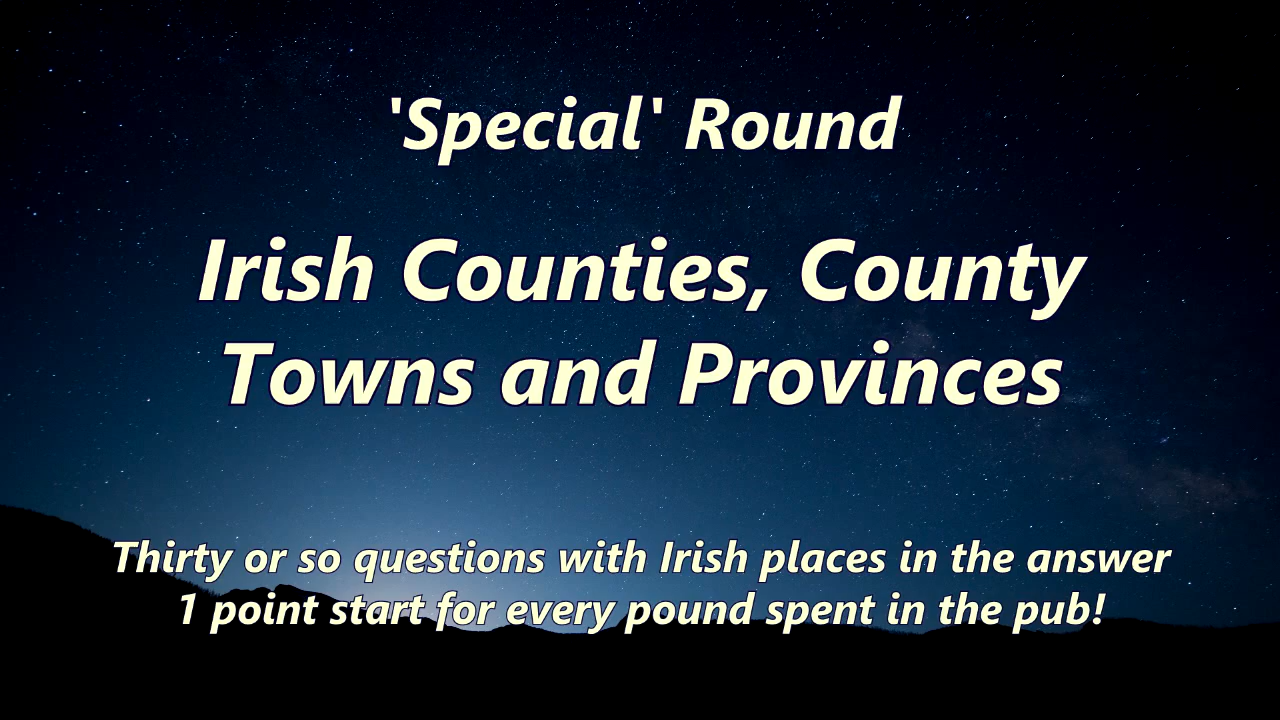 'Special' Round
Irish Counties, County
Towns and Provinces
Thirty or so questions with Irish places in the answer
1 point start for every pound spent in the pub!